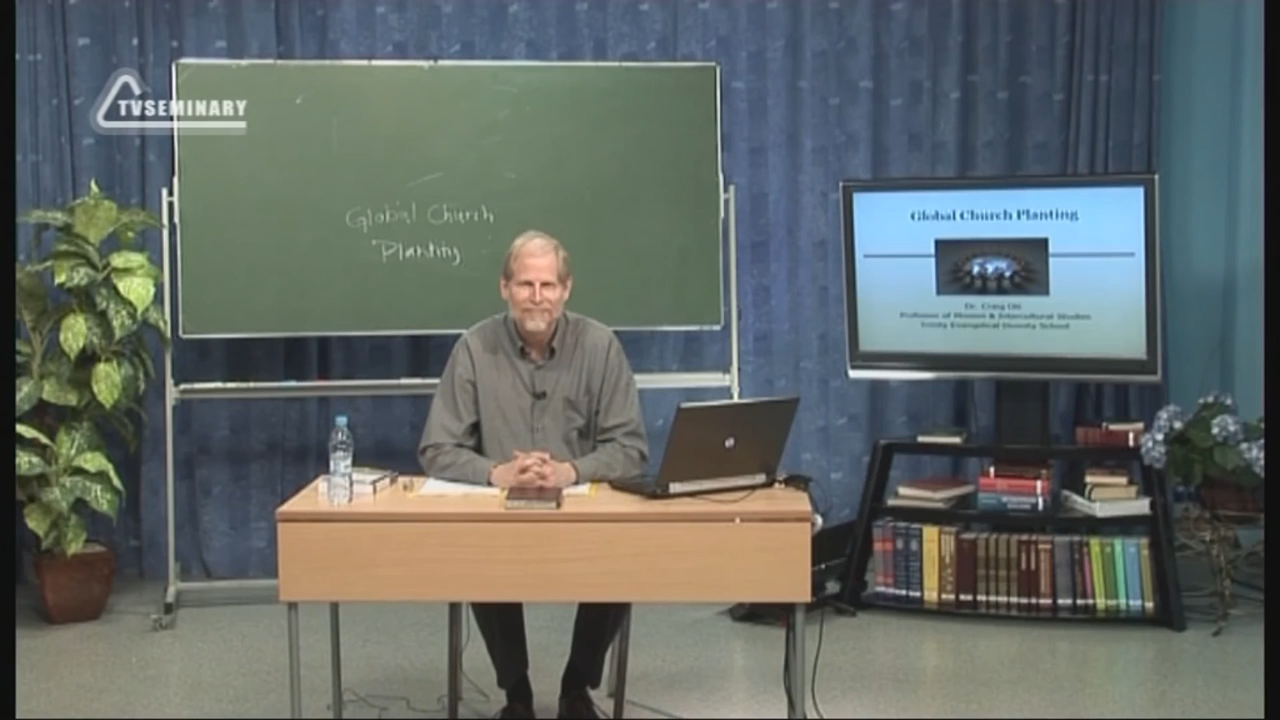 TVSEMINARY
Global Church
Planting
Global Church Planting
Dr. Craig Ott
Professor of Mission & Intercultural Studies
Trinity Evangelical Divinity School